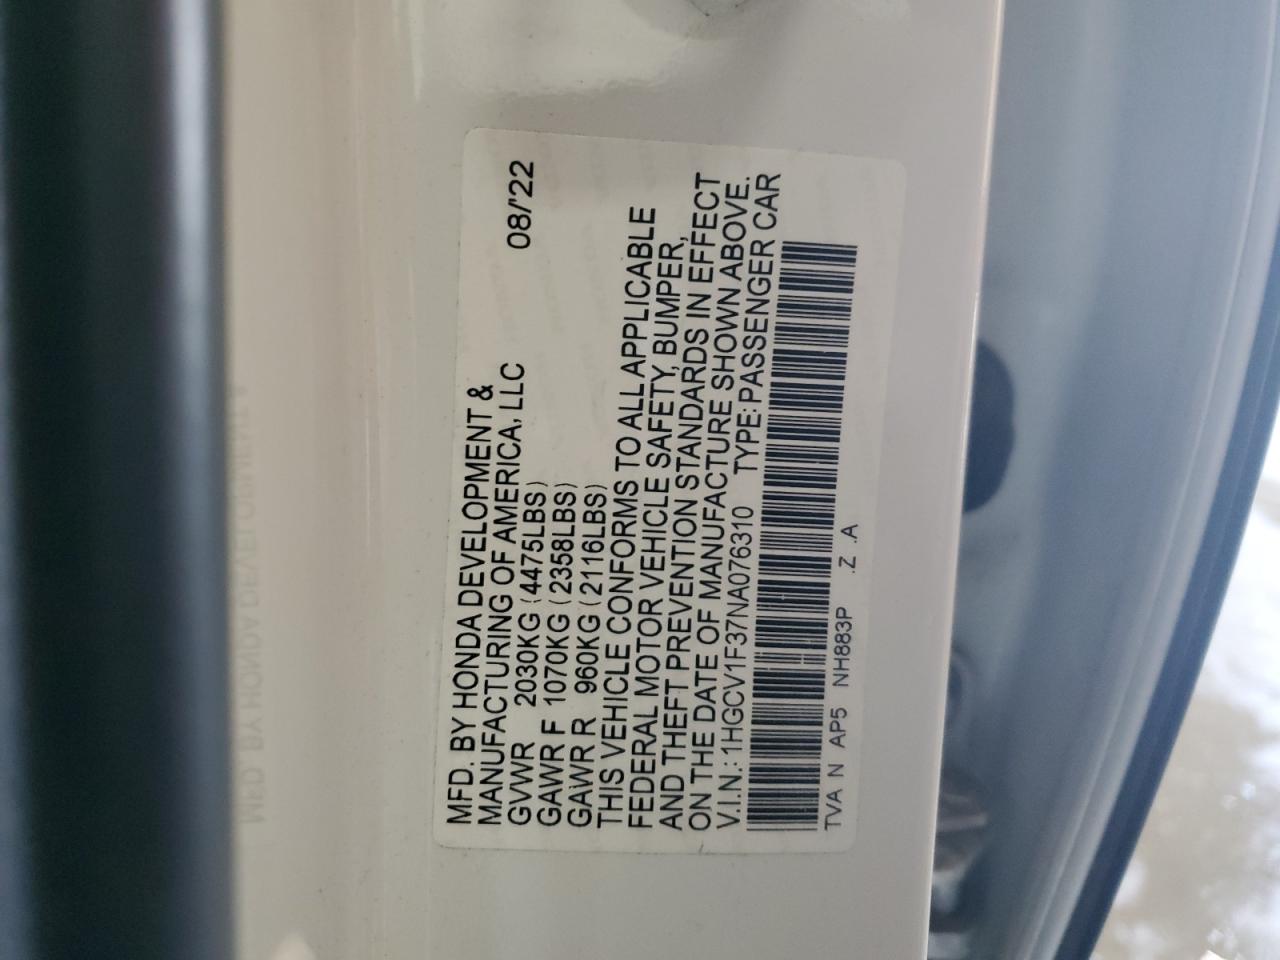 MFD. BY HONDA DEVELOPMENT &
MANUFACTURING OF AMERICA, LLC 08/'22
GVWR 2030KG (4475LBS)
GAWR F 1070KG (2358LBS)
GAWR R 960KG (2116LBS)
THIS VEHICLE CONFORMS TO ALL APPLICABLE
FEDERAL MOTOR VEHICLE SAFETY, BUMPER,
AND THEFT PREVENTION STANDARDS IN EFFECT
ON THE DATE OF MANUFACTURE SHOWN ABOVE.
V.I.N.: 1HGCV1F37NA076310 TYPE: PASSENGER CAR
TVA N AP5 NH883P .Z .A